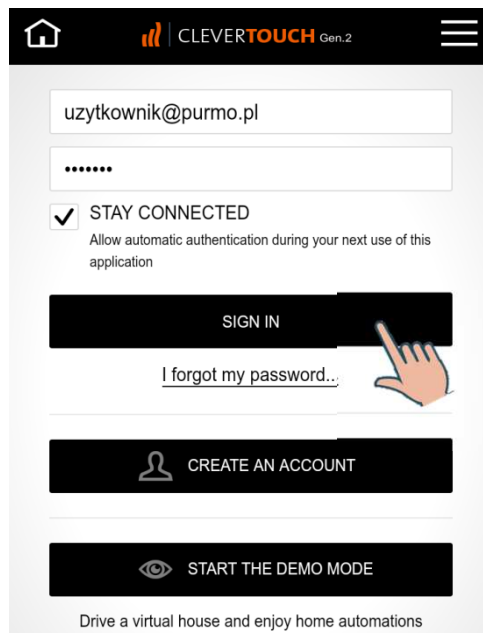 CLEVERTOUCH Gen.2
uzytkownik@purmo.pl
•••••••
STAY CONNECTED
Allow automatic authentication during your next use of this
application
SIGN IN
I forgot my password..
CREATE AN ACCOUNT
START THE DEMO MODE
Drive a virtual house and enjoy home automations